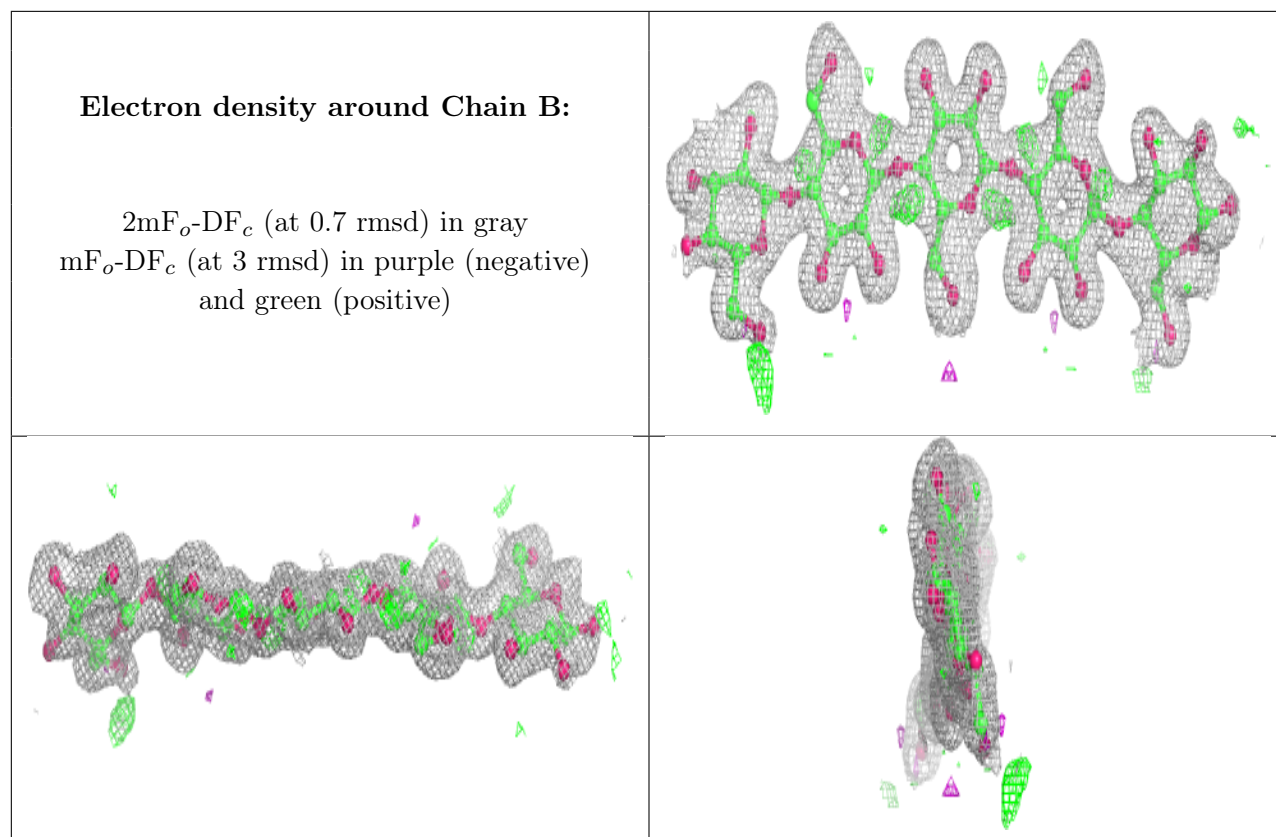 Electron density around Chain B:
2mFₒ-DF𝑐 (at 0.7 rmsd) in gray
mFₒ-DF𝑐 (at 3 rmsd) in purple (negative)
and green (positive)